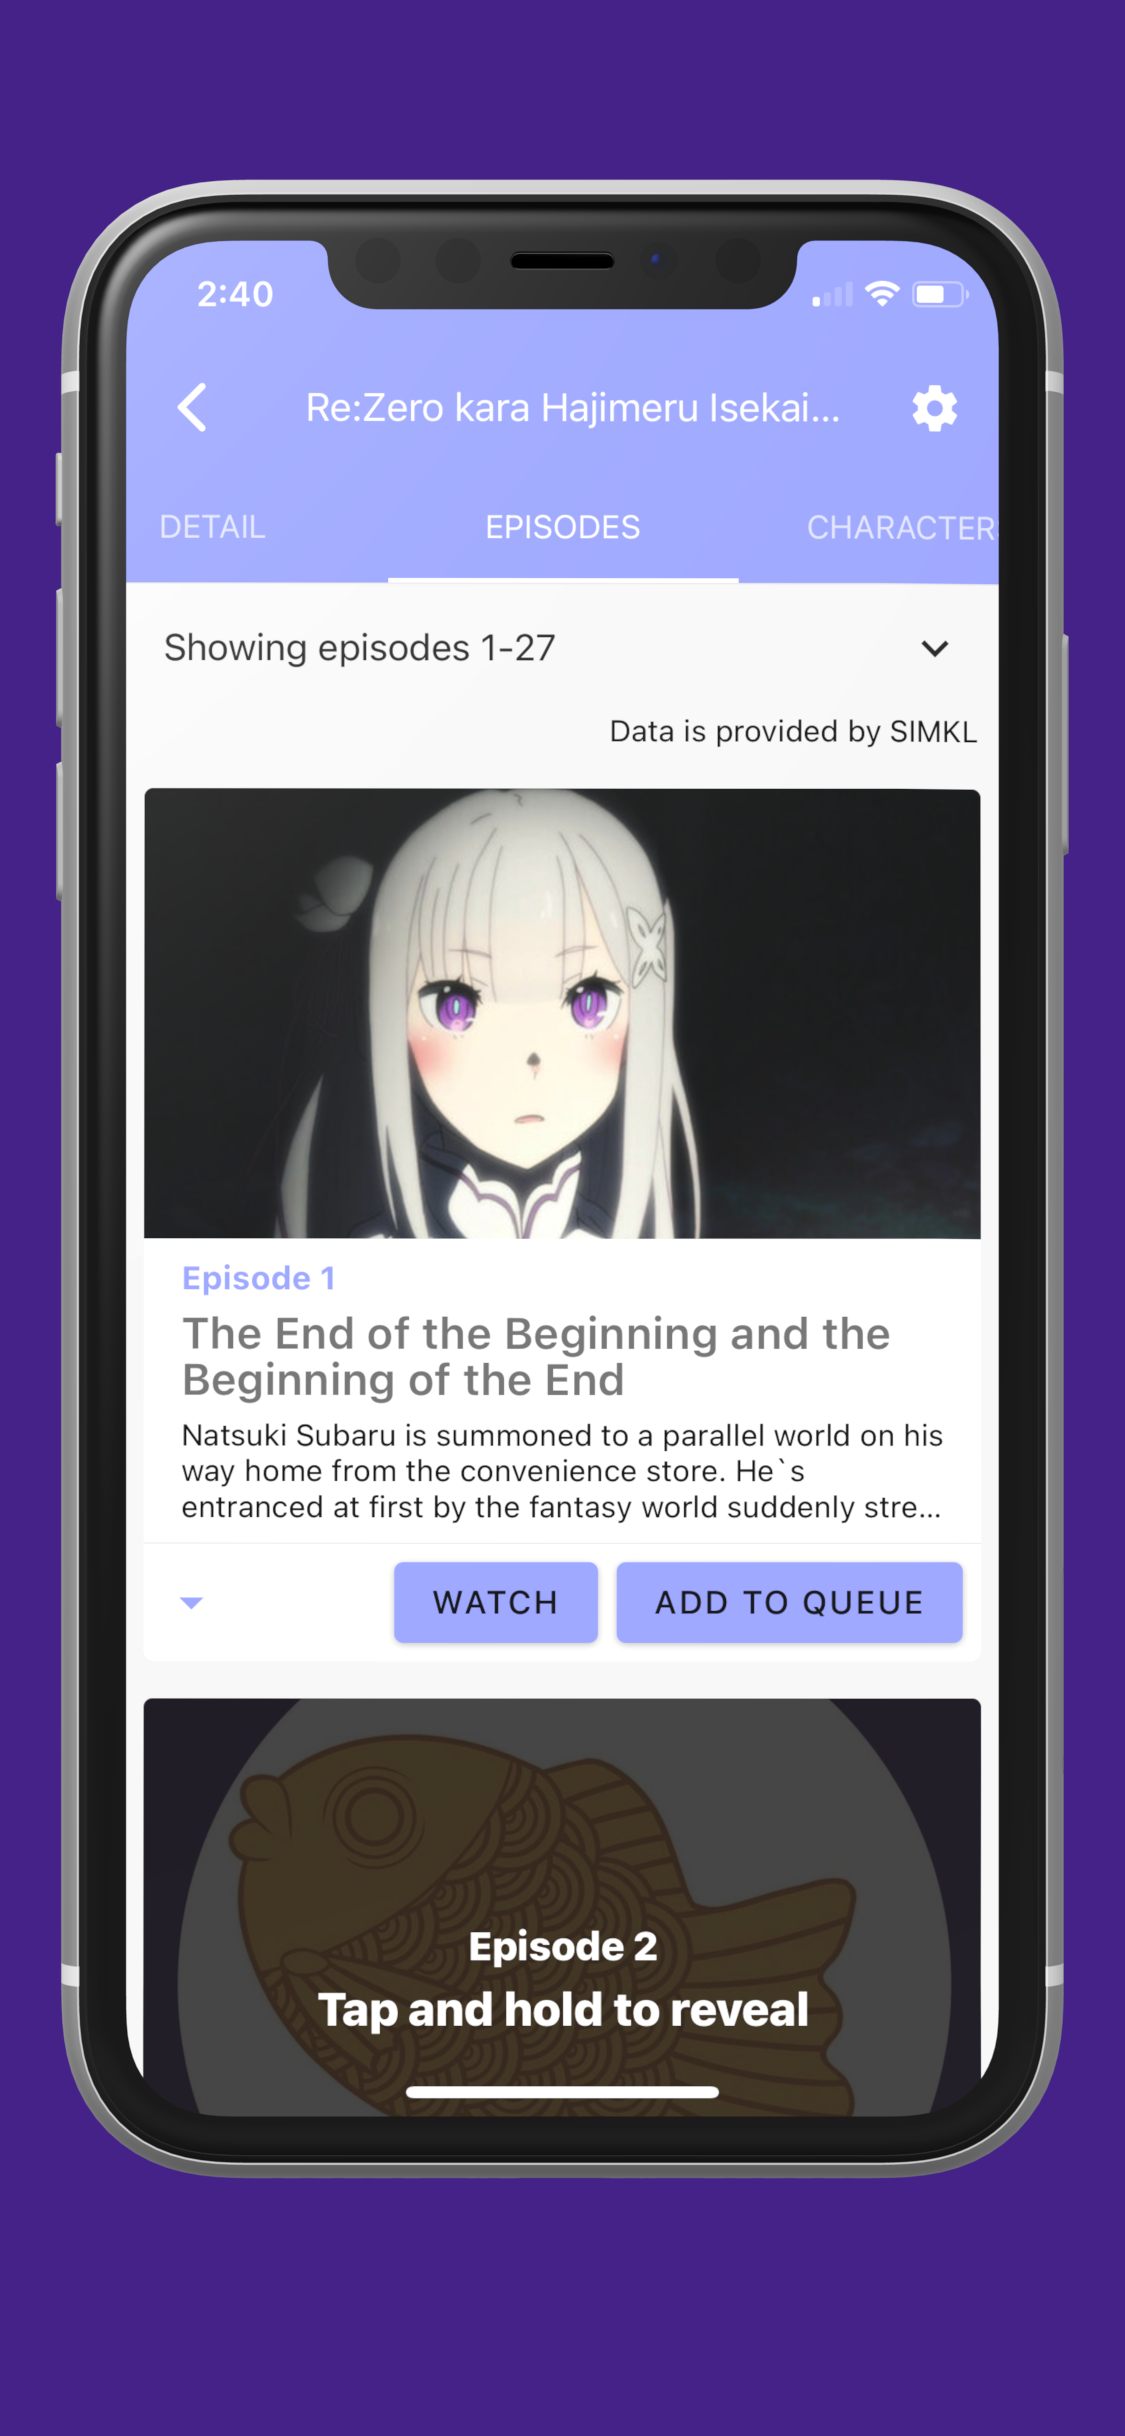 2:40
Re:Zero kara Hajimeru Isekai...
DETAIL
EPISODES
CHARACTER
Showing episodes 1-27
Data is provided by SIMKL
Episode 1
The End of the Beginning and the
Beginning of the End
Natsuki Subaru is summoned to a parallel world on his
way home from the convenience store. He`s
entranced at first by the fantasy world suddenly stre...
WATCH
ADD TO QUEUE
Episode 2
Tap and hold to reveal